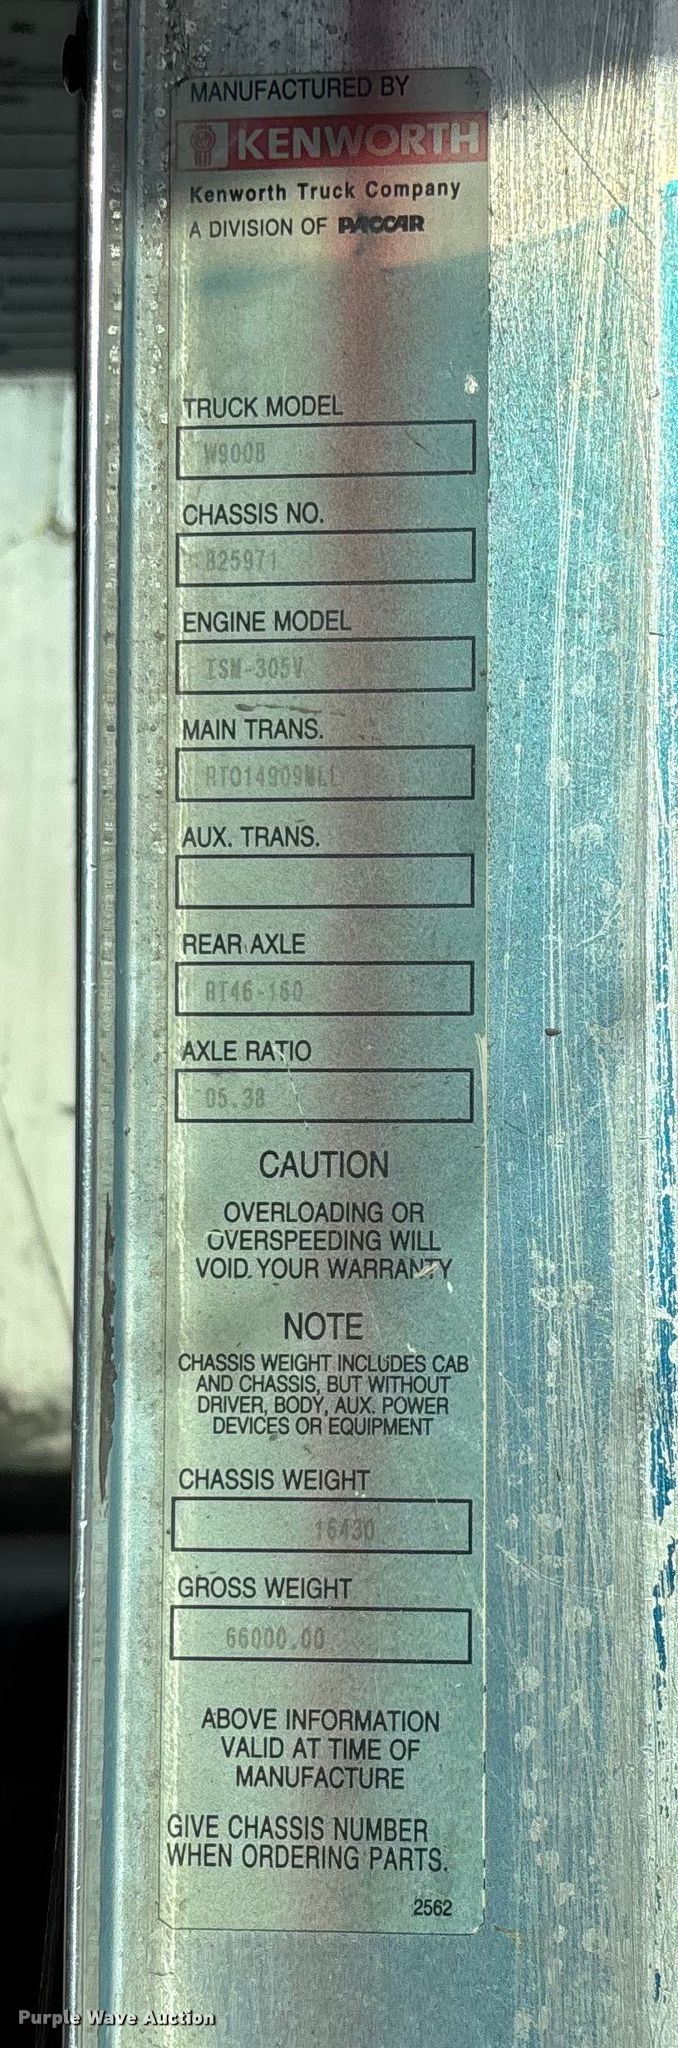 MANUFACTURED BY
KENWORTH
Kenworth Truck Company
A DIVISION OF PACCAR
TRUCK MODEL
W900B
CHASSIS NO.
825971
ENGINE MODEL
ISM-305V
MAIN TRANS.
RTO14909MLL
AUX. TRANS.
REAR AXLE
RT46-160
AXLE RATIO
05.38
CAUTION
OVERLOADING OR
OVERSPEEDING WILL
VOID YOUR WARRANTY
NOTE
CHASSIS WEIGHT INCLUDES CAB
AND CHASSIS, BUT WITHOUT
DRIVER, BODY, AUX. POWER
DEVICES OR EQUIPMENT
CHASSIS WEIGHT
16430
GROSS WEIGHT
66000.00
ABOVE INFORMATION
VALID AT TIME OF
MANUFACTURE
GIVE CHASSIS NUMBER
WHEN ORDERING PARTS.
2562
Purple Wave Auction